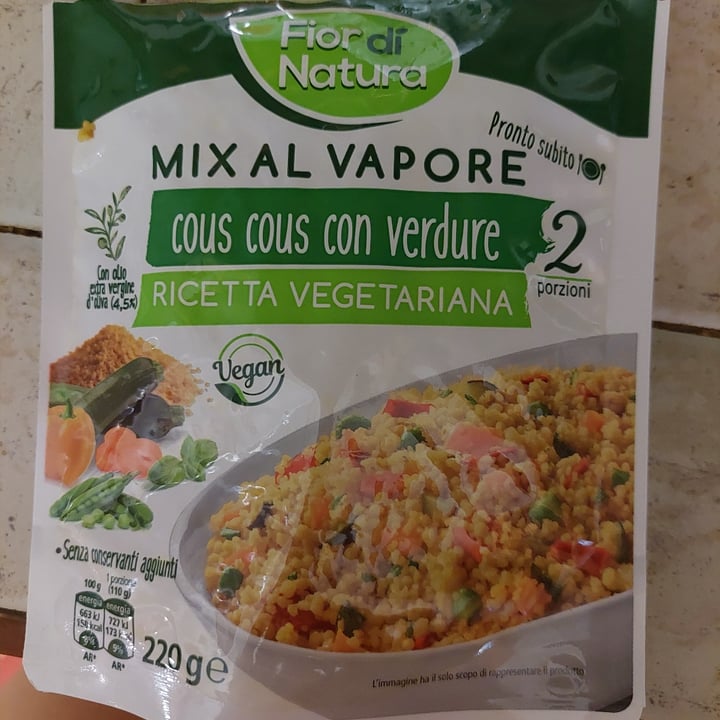 Fior di
Natura
MIX AL VAPORE
Pronto subito
cous cous con verdure
2
porzioni
Con olio
extra vergine
d'oliva (4,5%)
RICETTA VEGETARIANA
Vegan
• Senza conservanti aggiunti
100 g
1 porzione
(110 g)
energia
energia
663 kJ
727 kJ
158 kcal
173 kcal
9%
AR*
AR*
220 g e
L'immagine ha il solo scopo di rappresentare il prodotto